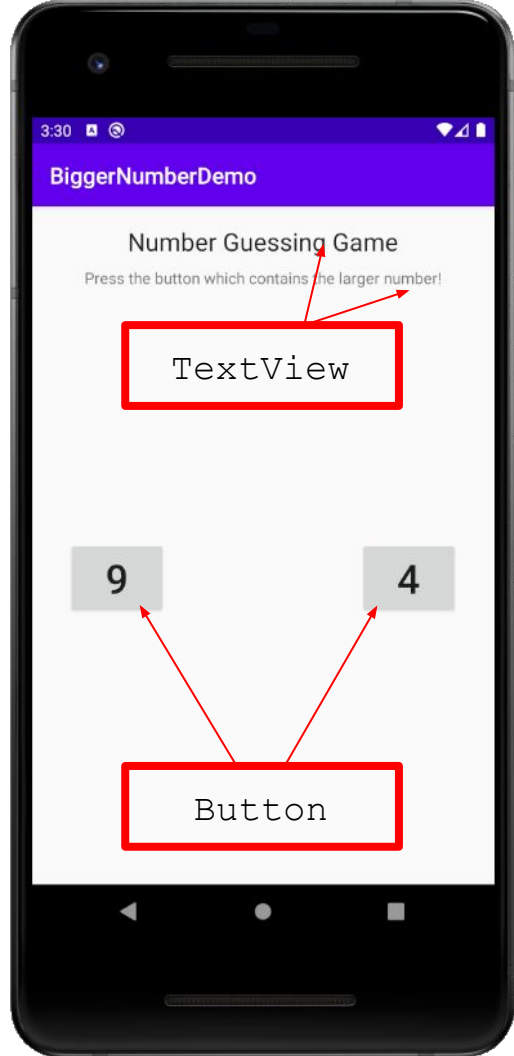 3:30
BiggerNumberDemo
Number Guessing Game
Press the button which contains the larger number!
TextView
9 4
Button